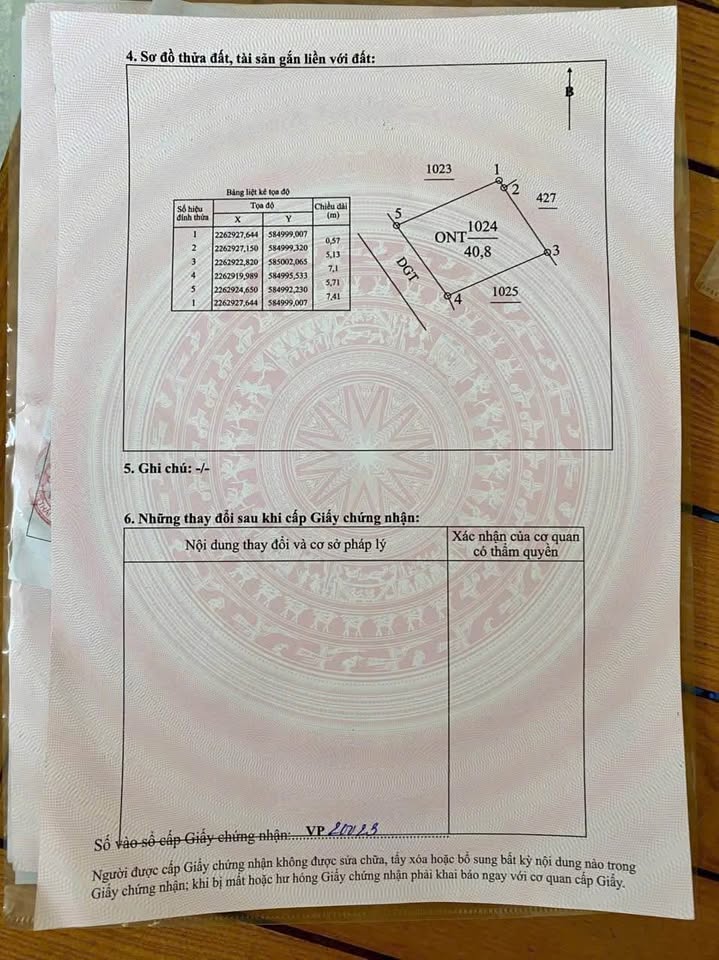 4. Sơ đồ thửa đất, tài sản gắn liền với đất:
B
1023
1
2
427
5
ONT 1024
40,8
3
DGT
4
1025
Bảng liệt kê tọa độ
Số hiệu đỉnh thửa
Tọa độ
Chiều dài (m)
X
Y
1 2262927,644 584999,007
0,57
2 2262927,150 584999,320
5,13
3 2262922,820 585002,065
7,1
4 2262919,989 584995,533
5,71
5 2262924,650 584992,230
7,41
1 2262927,644 584999,007
5. Ghi chú: -/-
6. Những thay đổi sau khi cấp Giấy chứng nhận:
Nội dung thay đổi và cơ sở pháp lý
Xác nhận của cơ quan
có thẩm quyền
Số vào sổ cấp Giấy chứng nhận: VP 20023
Người được cấp Giấy chứng nhận không được sửa chữa, tẩy xóa hoặc bổ sung bất kỳ nội dung nào trong
Giấy chứng nhận; khi bị mất hoặc hư hỏng Giấy chứng nhận phải khai báo ngay với cơ quan cấp Giấy.